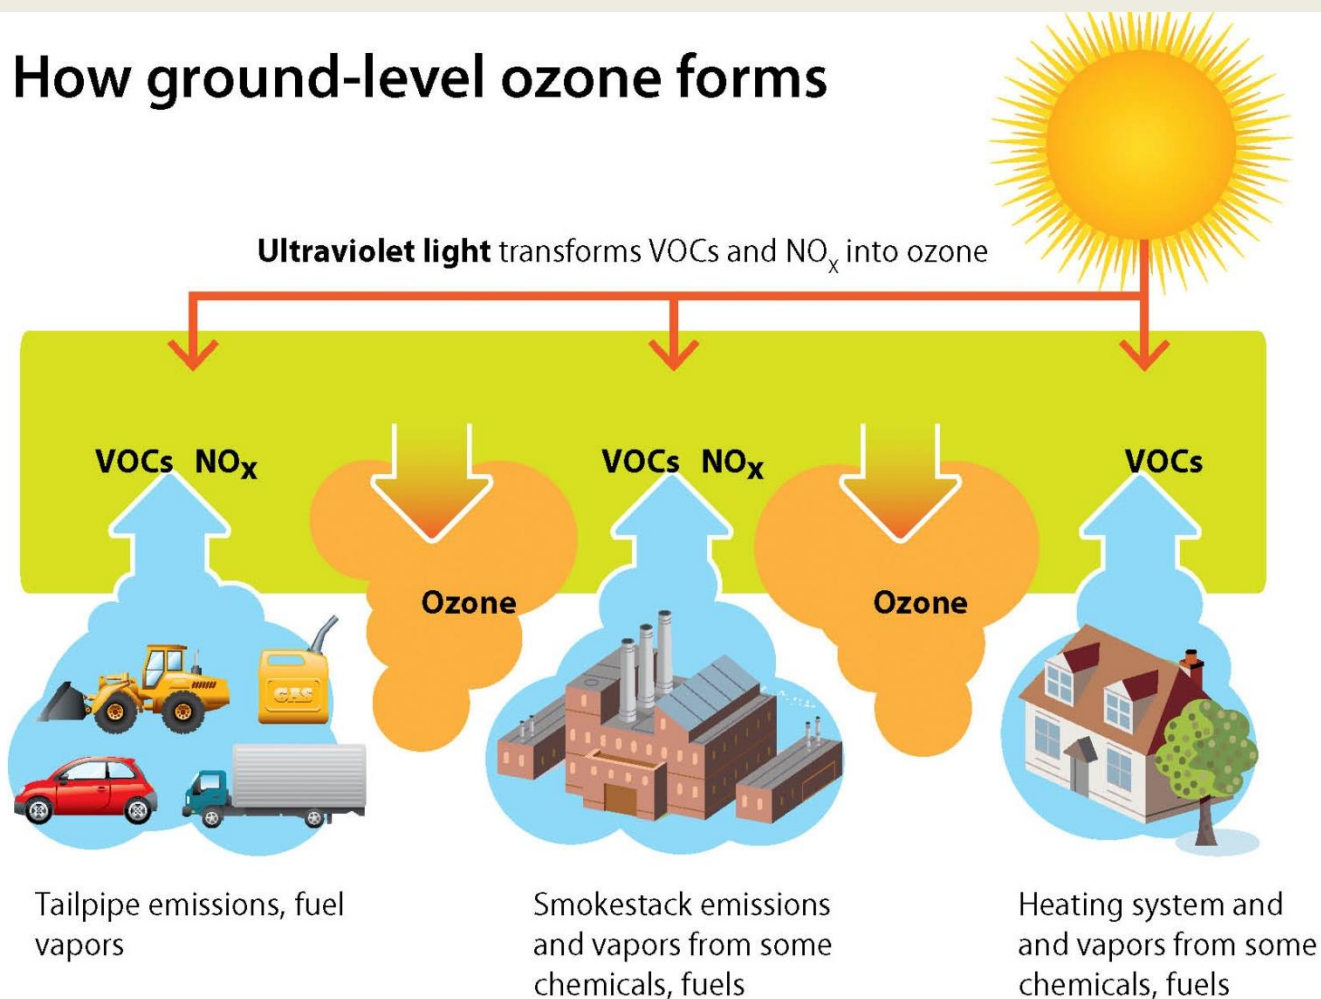 How ground-level ozone forms
Ultraviolet light transforms VOCs and NOx into ozone
VOCs NOx
VOCs NOx
VOCs
Ozone
Ozone
GAS
Tailpipe emissions, fuel
vapors
Smokestack emissions
and vapors from some
chemicals, fuels
Heating system and
and vapors from some
chemicals, fuels